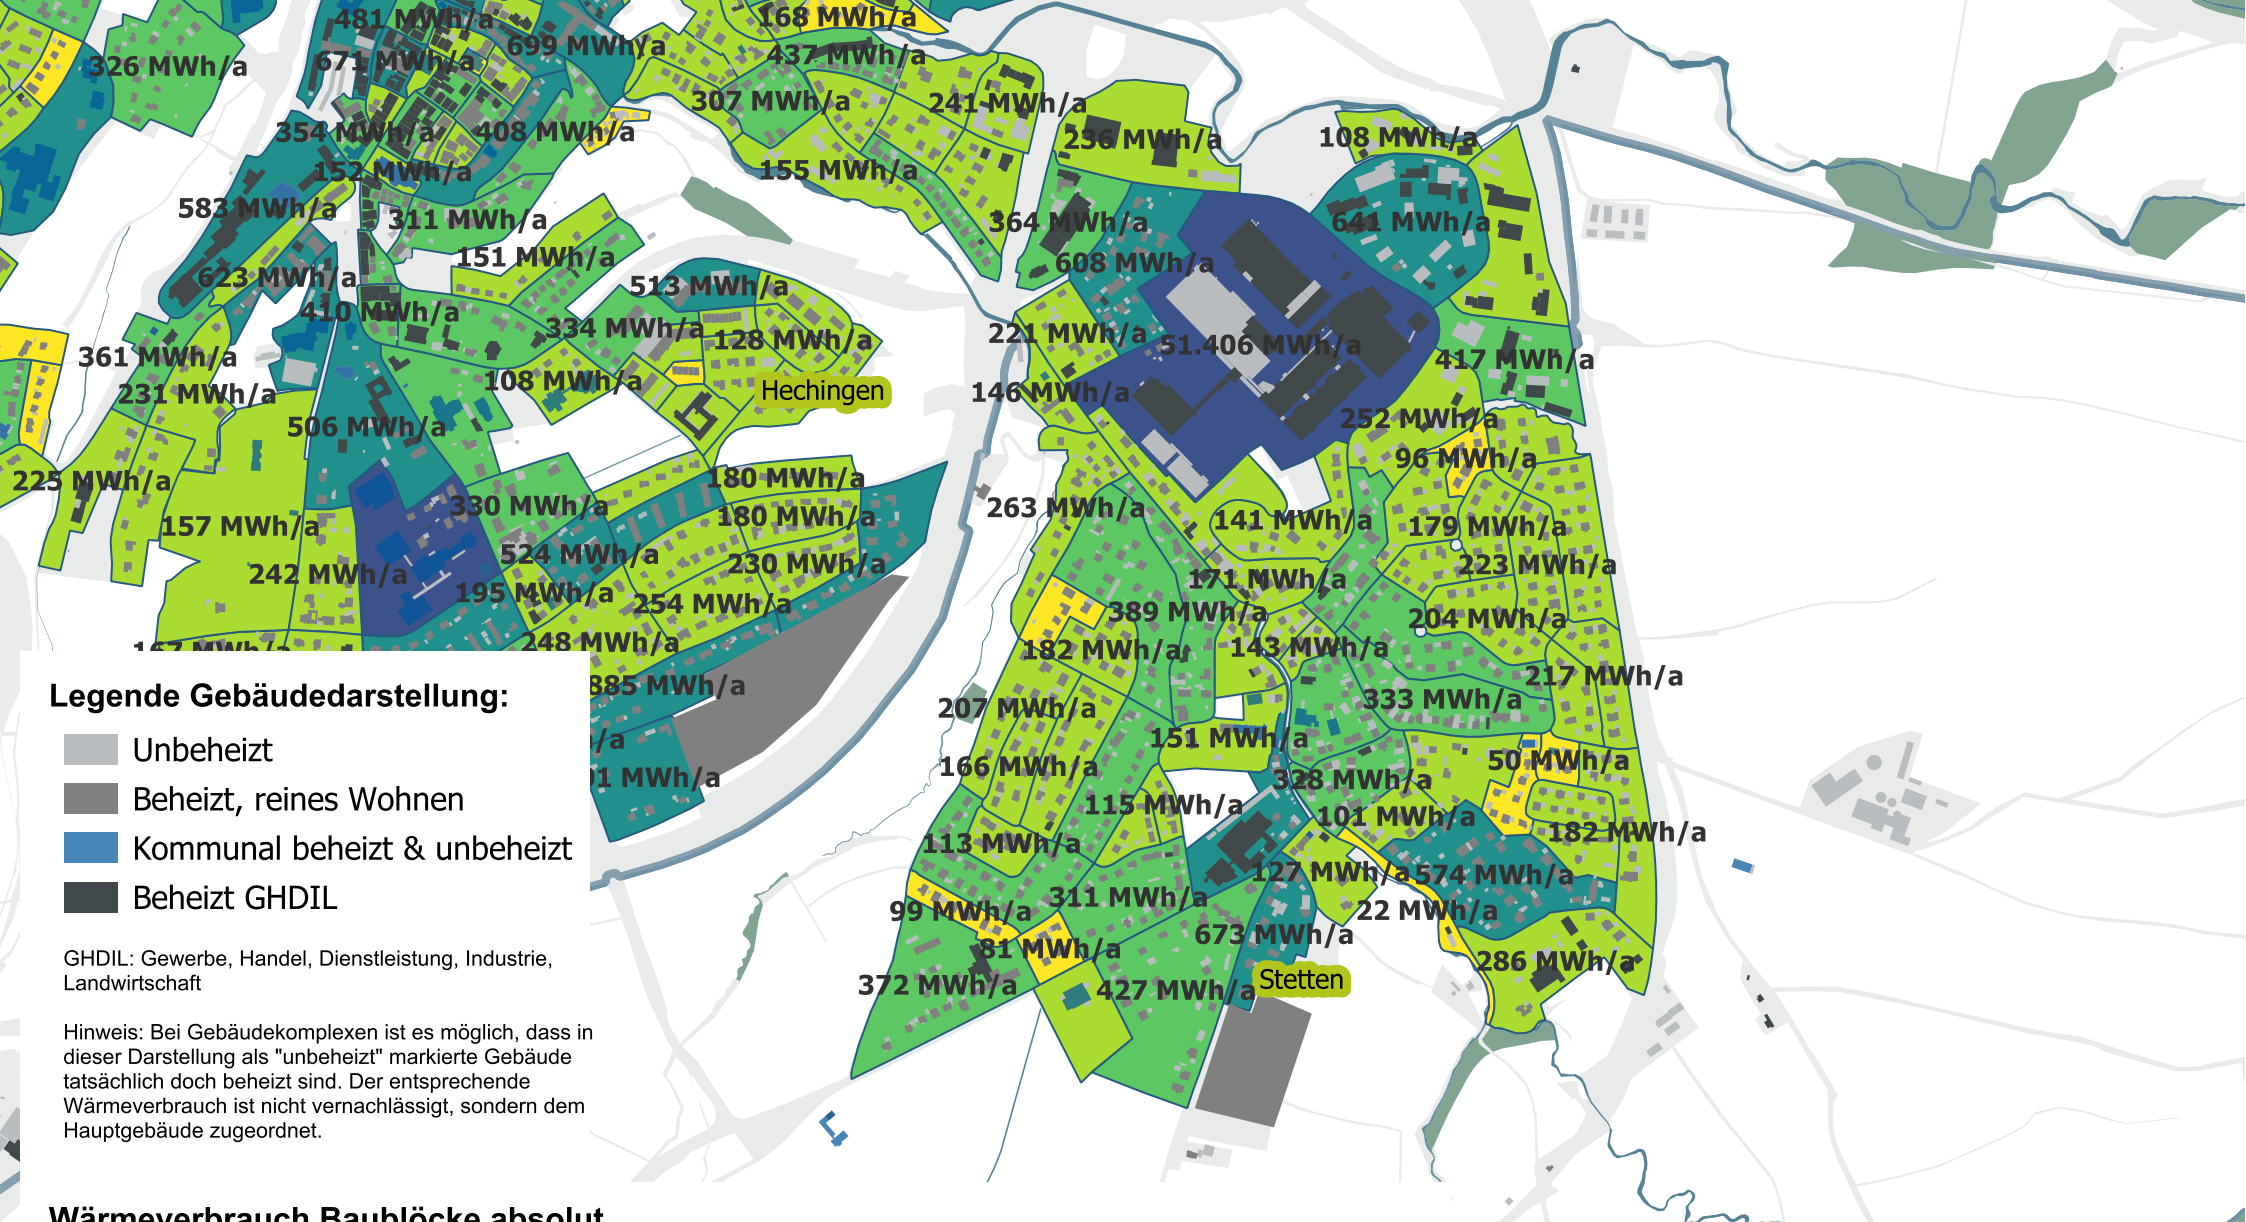 481 MWh/a
168 MWh/a
699 MWh/a
437 MWh/a
671 MWh/a
326 MWh/a
307 MWh/a
241 MWh/a
354 MWh/a
408 MWh/a
236 MWh/a
108 MWh/a
152 MWh/a
155 MWh/a
583 MWh/a
311 MWh/a
364 MWh/a
641 MWh/a
151 MWh/a
608 MWh/a
623 MWh/a
513 MWh/a
410 MWh/a
334 MWh/a
128 MWh/a
221 MWh/a
51.406 MWh/a
361 MWh/a
417 MWh/a
231 MWh/a
108 MWh/a
Hechingen
146 MWh/a
506 MWh/a
252 MWh/a
96 MWh/a
225 MWh/a
180 MWh/a
330 MWh/a
263 MWh/a
180 MWh/a
157 MWh/a
141 MWh/a
179 MWh/a
524 MWh/a
230 MWh/a
223 MWh/a
242 MWh/a
171 MWh/a
195 MWh/a
254 MWh/a
389 MWh/a
204 MWh/a
248 MWh/a
167 MWh/a
182 MWh/a
143 MWh/a
885 MWh/a
217 MWh/a
207 MWh/a
333 MWh/a
/a
151 MWh/a
50 MWh/a
166 MWh/a
01 MWh/a
328 MWh/a
115 MWh/a
101 MWh/a
182 MWh/a
113 MWh/a
127 MWh/a
574 MWh/a
311 MWh/a
99 MWh/a
22 MWh/a
673 MWh/a
81 MWh/a
286 MWh/a
Stetten
372 MWh/a
427 MWh/a
Legende Gebäudedarstellung:
Unbeheizt
Beheizt, reines Wohnen
Kommunal beheizt & unbeheizt
Beheizt GHDIL
GHDIL: Gewerbe, Handel, Dienstleistung, Industrie,
Landwirtschaft
Hinweis: Bei Gebäudekomplexen ist es möglich, dass in
dieser Darstellung als "unbeheizt" markierte Gebäude
tatsächlich doch beheizt sind. Der entsprechende
Wärmeverbrauch ist nicht vernachlässigt, sondern dem
Hauptgebäude zugeordnet.
Wärmeverbrauch Baublöcke absolut